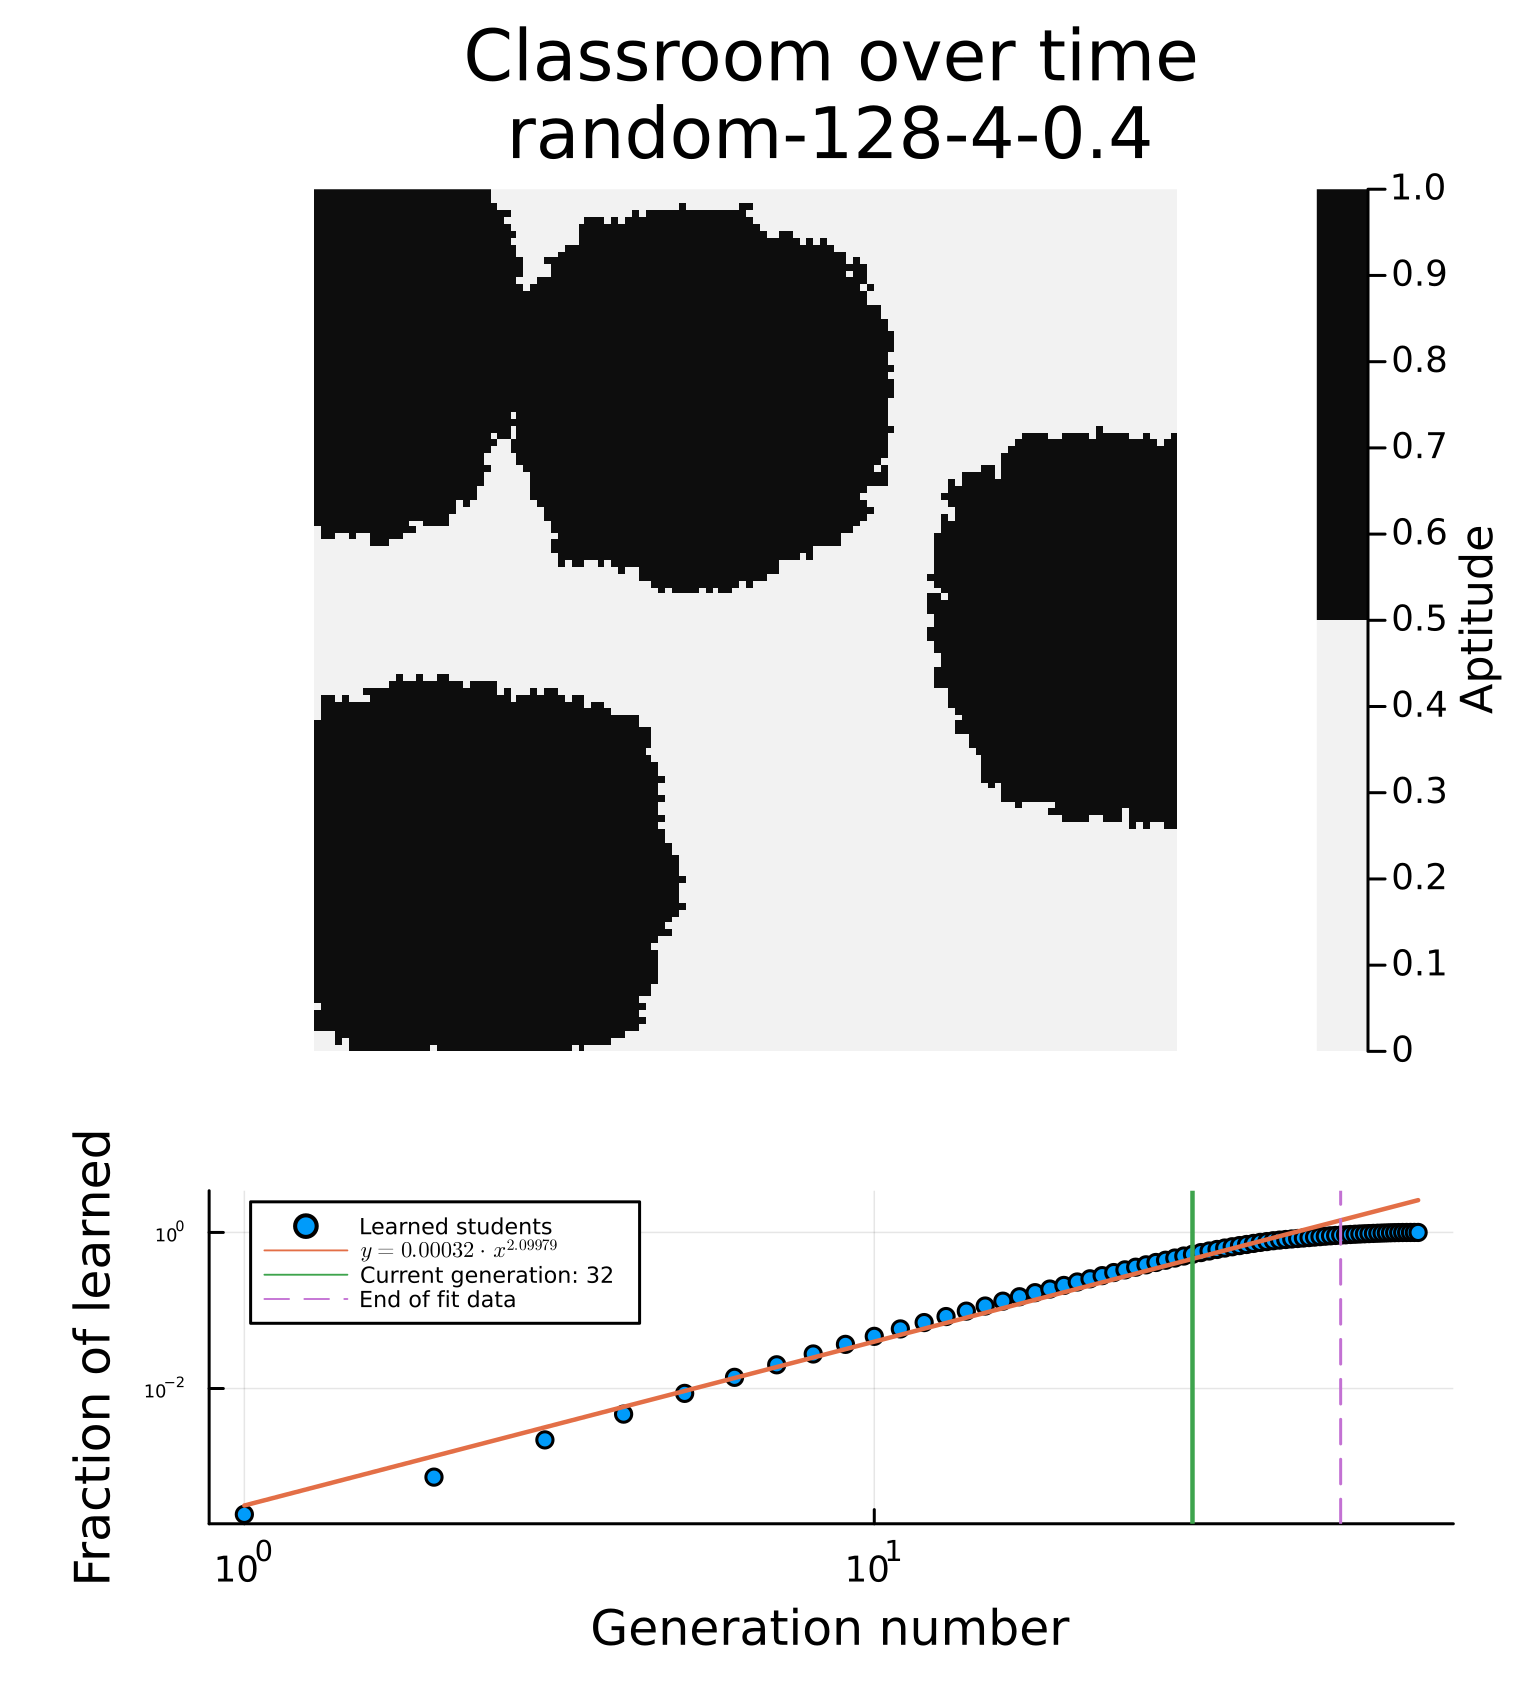 Classroom over time
random-128-4-0.4
1.0
0.9
0.8
0.7
0.6
0.5
0.4
0.3
0.2
0.1
0
Aptitude
Fraction of learned
10^0
10^-2
Learned students
y = 0.00032 · x^2.09979
Current generation: 32
End of fit data
10^0
10^1
Generation number